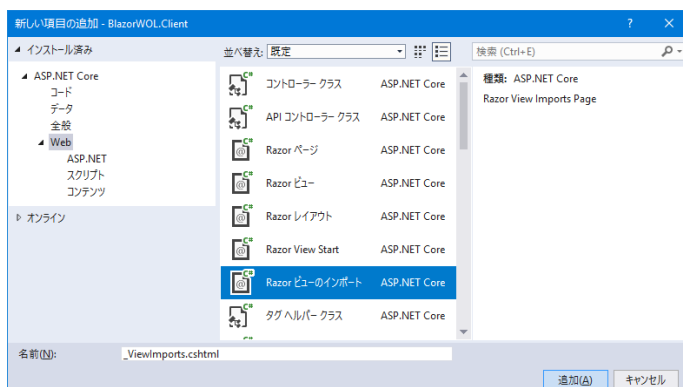 新しい項目の追加 - BlazorWOL.Client ? ×
インストール済み
ASP.NET Core
コード
データ
全般
Web
ASP.NET
スクリプト
コンテンツ
オンライン
並べ替え: 既定
検索 (Ctrl+E)
コントローラー クラス ASP.NET Core
API コントローラー クラス ASP.NET Core
Razor ページ ASP.NET Core
Razor ビュー ASP.NET Core
Razor レイアウト ASP.NET Core
Razor View Start ASP.NET Core
Razor ビューのインポート ASP.NET Core
タグ ヘルパー クラス ASP.NET Core
種類: ASP.NET Core
Razor View Imports Page
名前(N): _ViewImports.cshtml
追加(A) キャンセル